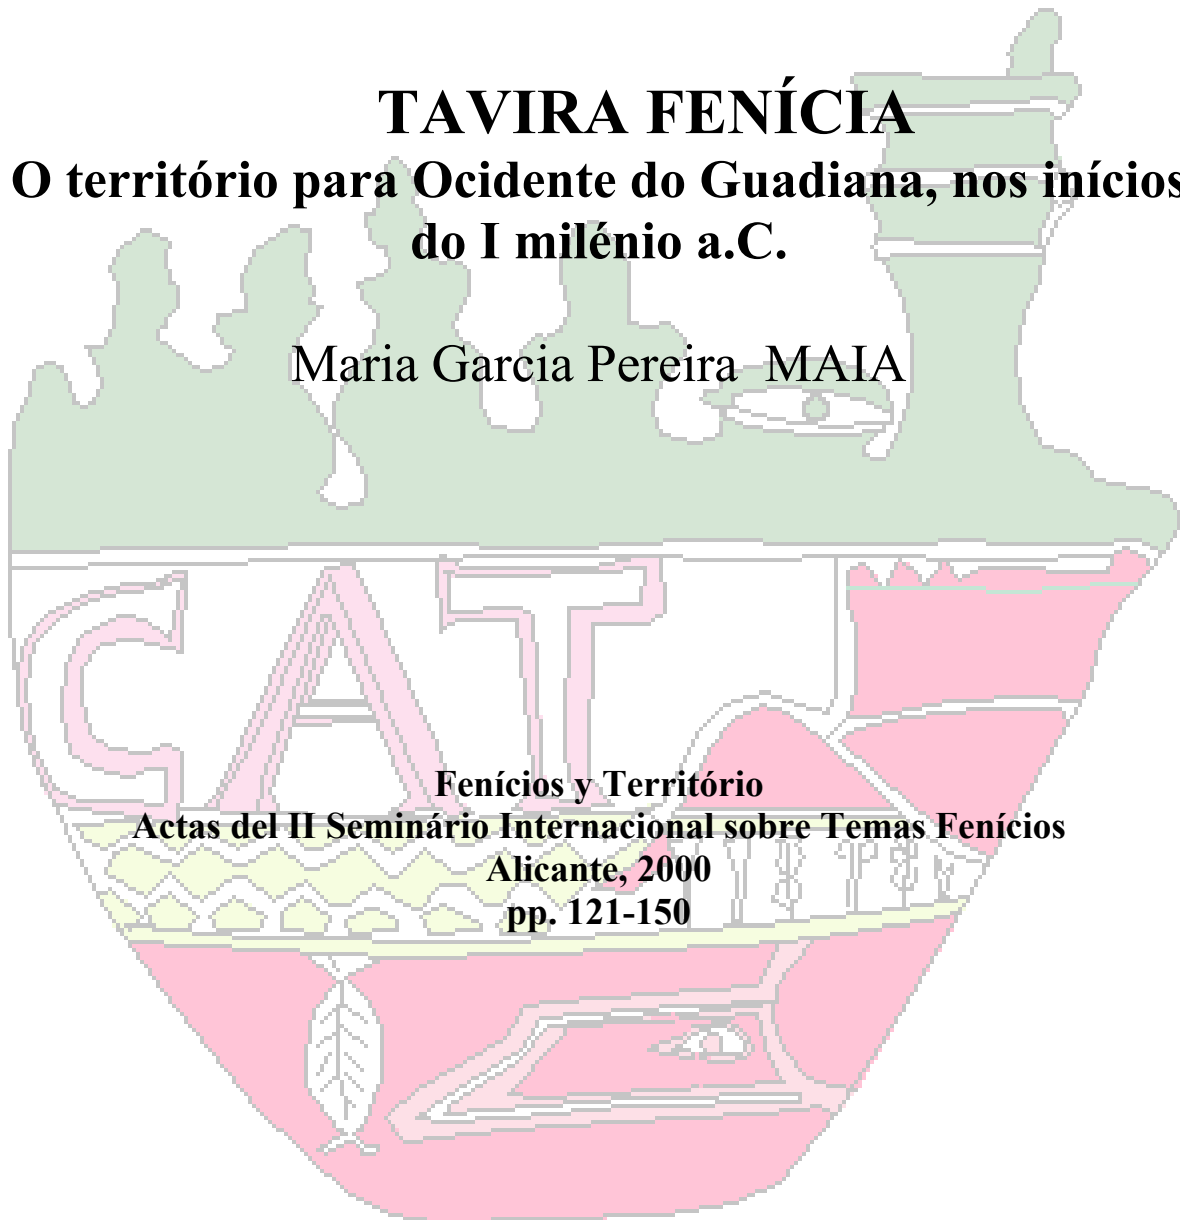 TAVIRA FENÍCIA
O território para Ocidente do Guadiana, nos inícios
do I milénio a.C.
Maria Garcia Pereira MAIA
CAT
Fenícios y Território
Actas del II Seminário Internacional sobre Temas Fenícios
Alicante, 2000
pp. 121-150